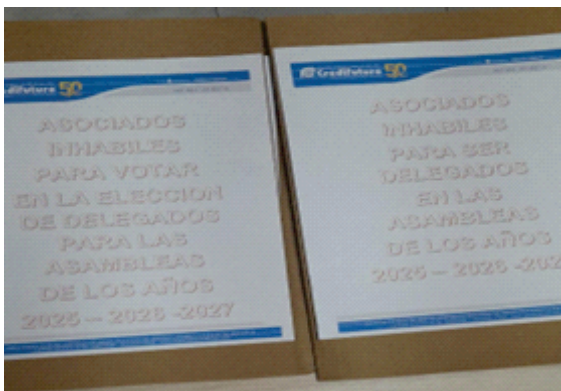 Credifutura 50
ASOCIADOS
INHABILES
PARA VOTAR
EN LA ELECCION
DE DELEGADOS
PARA LAS
ASAMBLEAS
DE LOS AÑOS
2025 – 2026 -2027
Credifutura 50
ASOCIADOS
INHABILES
PARA SER
DELEGADOS
EN LAS
ASAMBLEAS
DE LOS AÑOS
2025 – 2026 -202